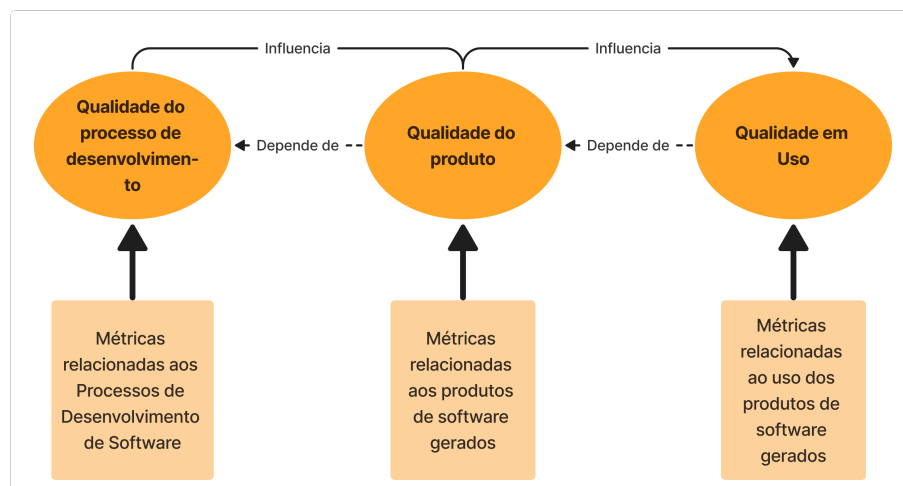 Influencia
Influencia
Qualidade do
processo de
desenvolvimen-
to
Depende de
Qualidade do
produto
Depende de
Qualidade em
Uso
Métricas
relacionadas aos
Processos de
Desenvolvimento
de Software
Métricas
relacionadas
aos produtos
de software
gerados
Métricas
relacionadas
ao uso dos
produtos de
software
gerados